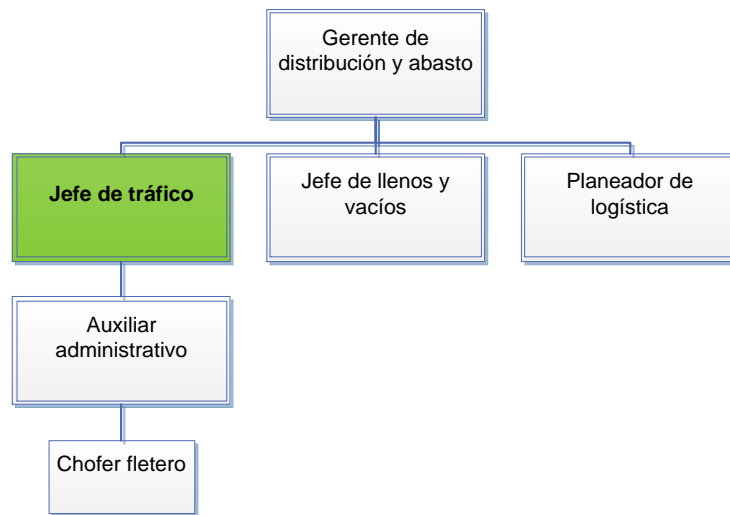 Gerente de
distribución y abasto
Jefe de tráfico
Jefe de llenos y
vacíos
Planeador de
logística
Auxiliar
administrativo
Chofer fletero